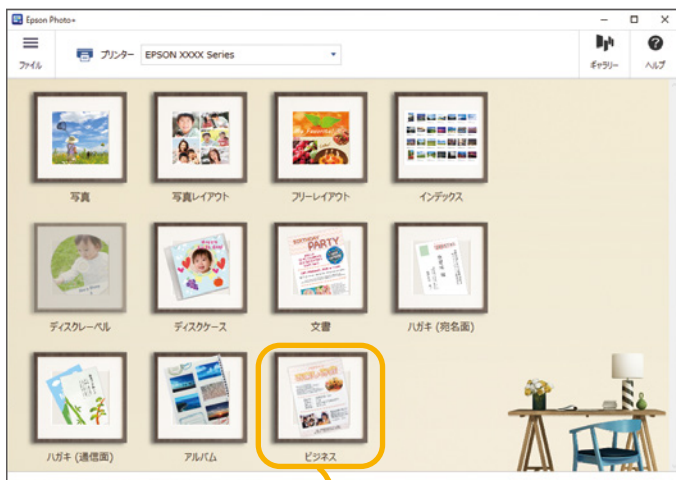 Epson Photo+
ファイル
プリンター
EPSON XXXX Series
ギャラリー
ヘルプ
写真
写真レイアウト
フリーレイアウト
インデックス
ディスクレーベル
ディスクケース
BIRTHDAY
PARTY
文書
ハガキ (宛名面)
ハガキ (通信面)
アルバム
ビジネス